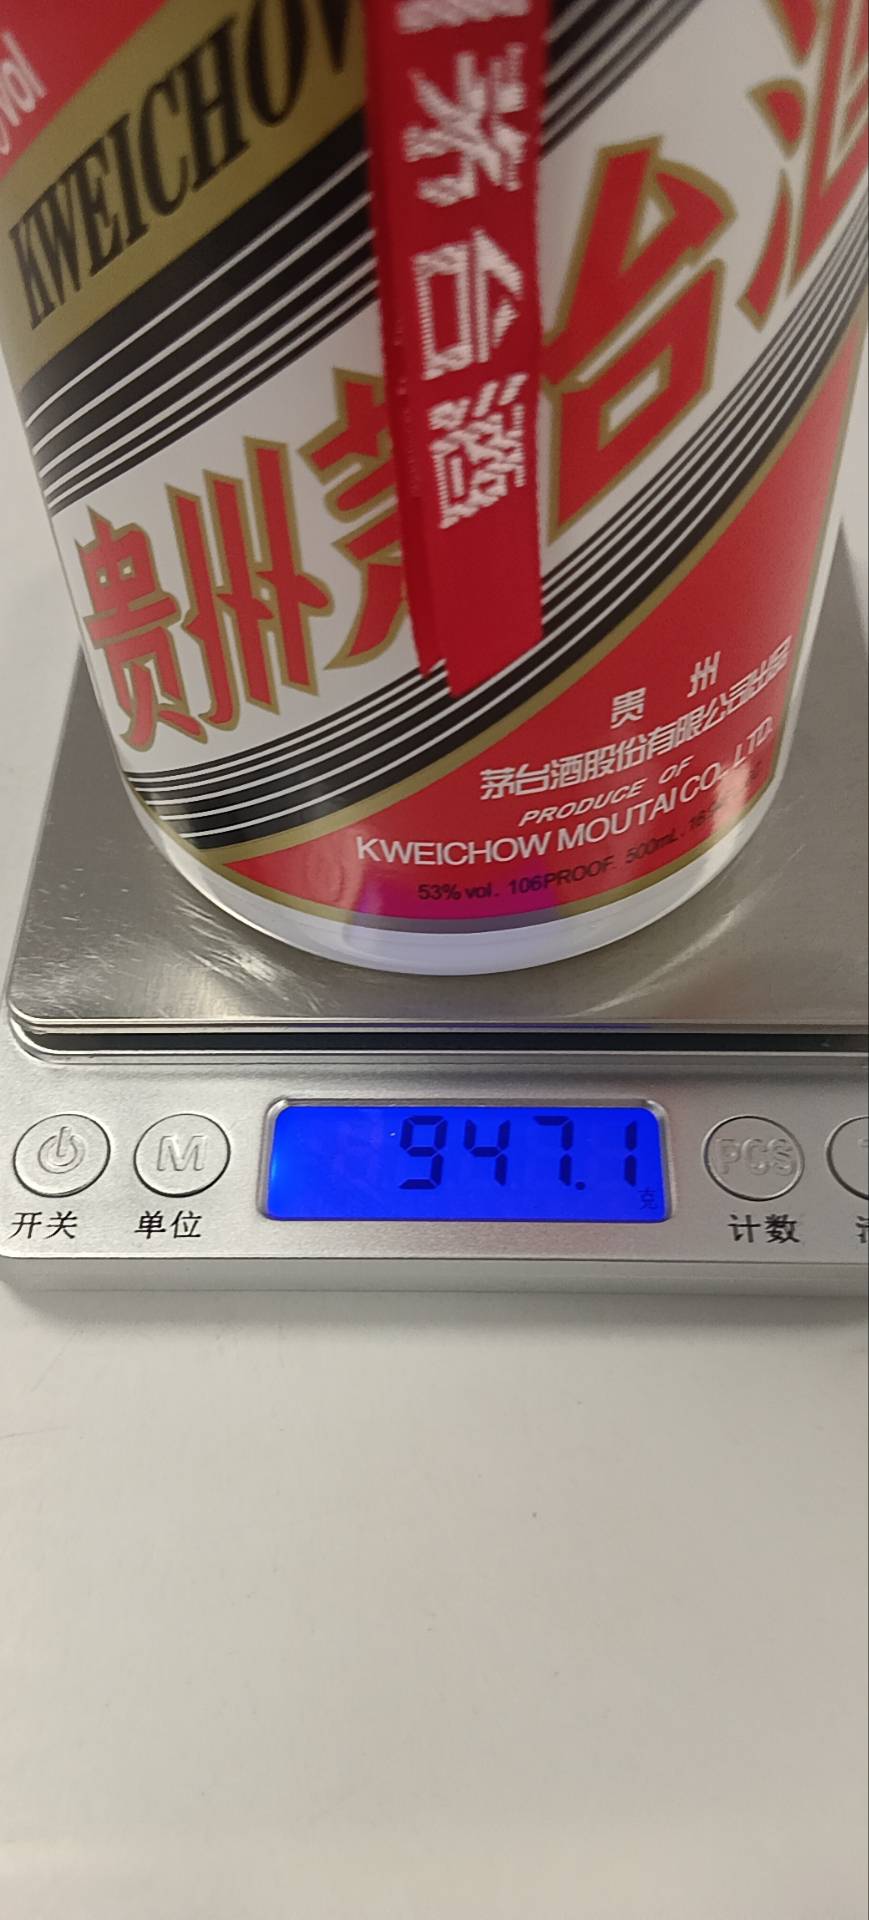 vol
KWEICHOW
茅台酒
贵州茅台酒
贵州
茅台酒股份有限公司出品
PRODUCE OF
KWEICHOW MOUTAI CO., LTD.
53% vol. 106PROOF. 500mL.
947.1
克
M
PCS
开关
单位
计数